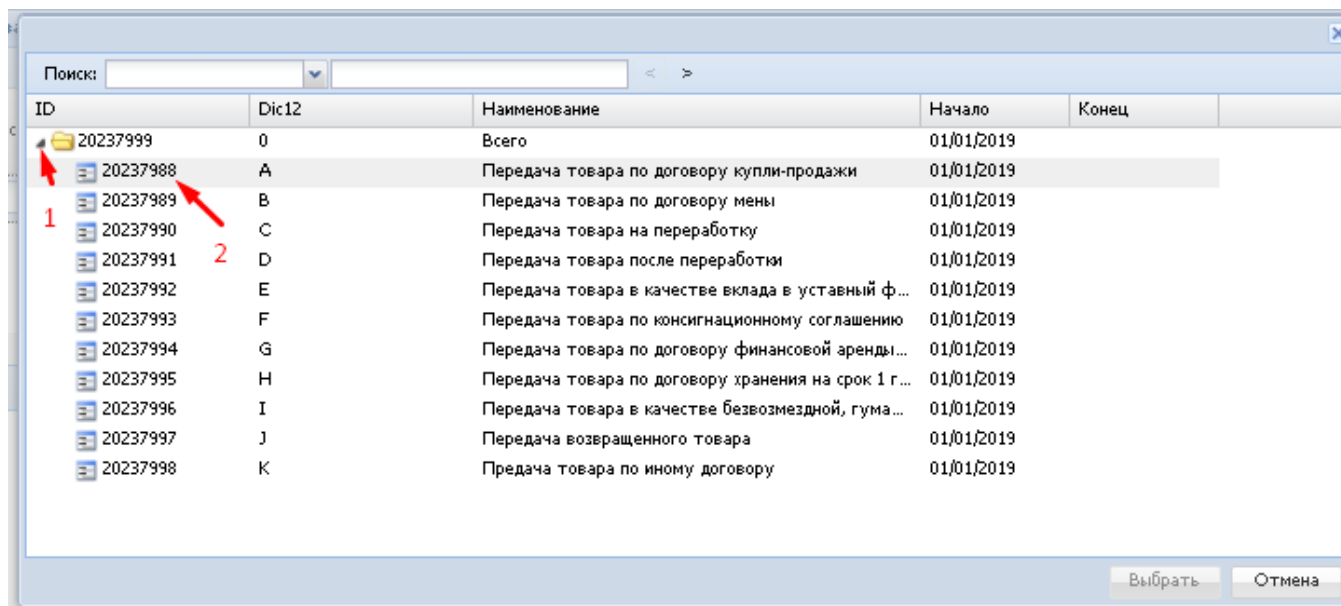 Поиск: < >
ID Dic12 Наименование Начало Конец
20237999 0 Всего 01/01/2019
20237988 A Передача товара по договору купли-продажи 01/01/2019
20237989 B Передача товара по договору мены 01/01/2019
1 20237990 C Передача товара на переработку 01/01/2019
2 20237991 D Передача товара после переработки 01/01/2019
20237992 E Передача товара в качестве вклада в уставный ф... 01/01/2019
20237993 F Передача товара по консигнационному соглашению 01/01/2019
20237994 G Передача товара по договору финансовой аренды... 01/01/2019
20237995 H Передача товара по договору хранения на срок 1 г... 01/01/2019
20237996 I Передача товара в качестве безвозмездной, гума... 01/01/2019
20237997 J Передача возвращенного товара 01/01/2019
20237998 K Предача товара по иному договору 01/01/2019
Выбрать Отмена